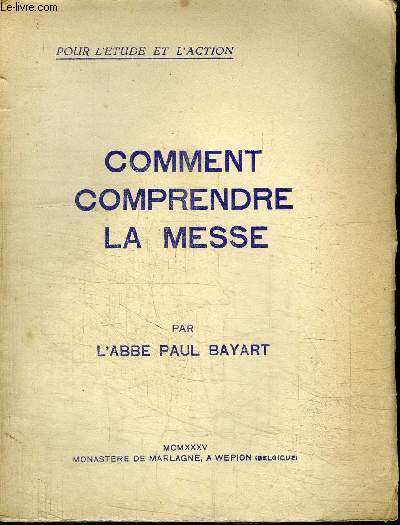 Le-livre.com
POUR L'ETUDE ET L'ACTION
COMMENT
COMPRENDRE
LA MESSE
PAR
L'ABBE PAUL BAYART
MCMXXXV
MONASTERE DE MARLAGNE, A WEPION (BELGIQUE)